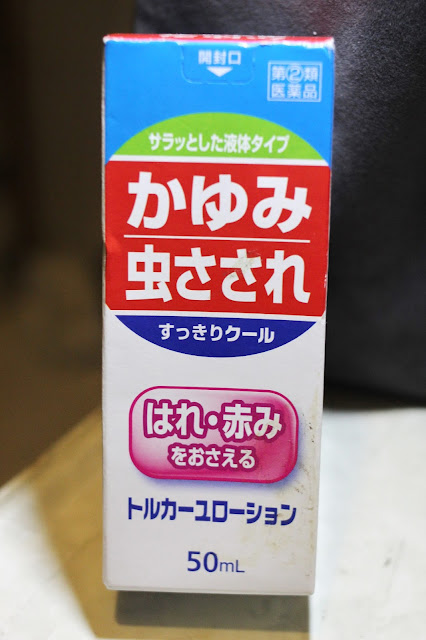 開封口
指②類
医薬品
サラッとした液体タイプ
かゆみ
虫さされ
すっきりクール
はれ・赤み
をおさえる
トルカーユローション
50mL